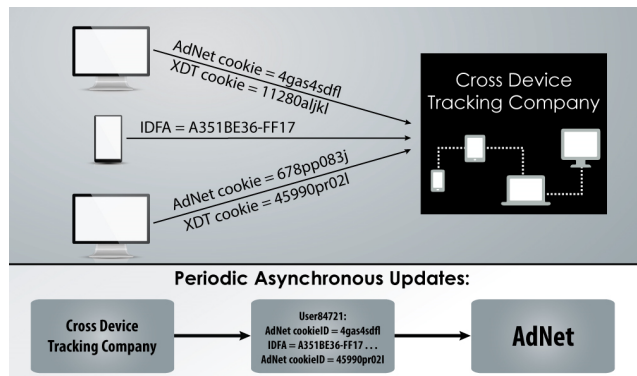 AdNet cookie = 4gas4sdfl
XDT cookie = 11280aljkl
Cross Device
Tracking Company
IDFA = A351BE36-FF17
AdNet cookie = 678pp083j
XDT cookie = 45990pr02l
Periodic Asynchronous Updates:
Cross Device
Tracking Company
User84721:
AdNet cookieID = 4gas4sdfl
IDFA = A351BE36-FF17 . . .
AdNet cookieID = 45990pr02l
AdNet